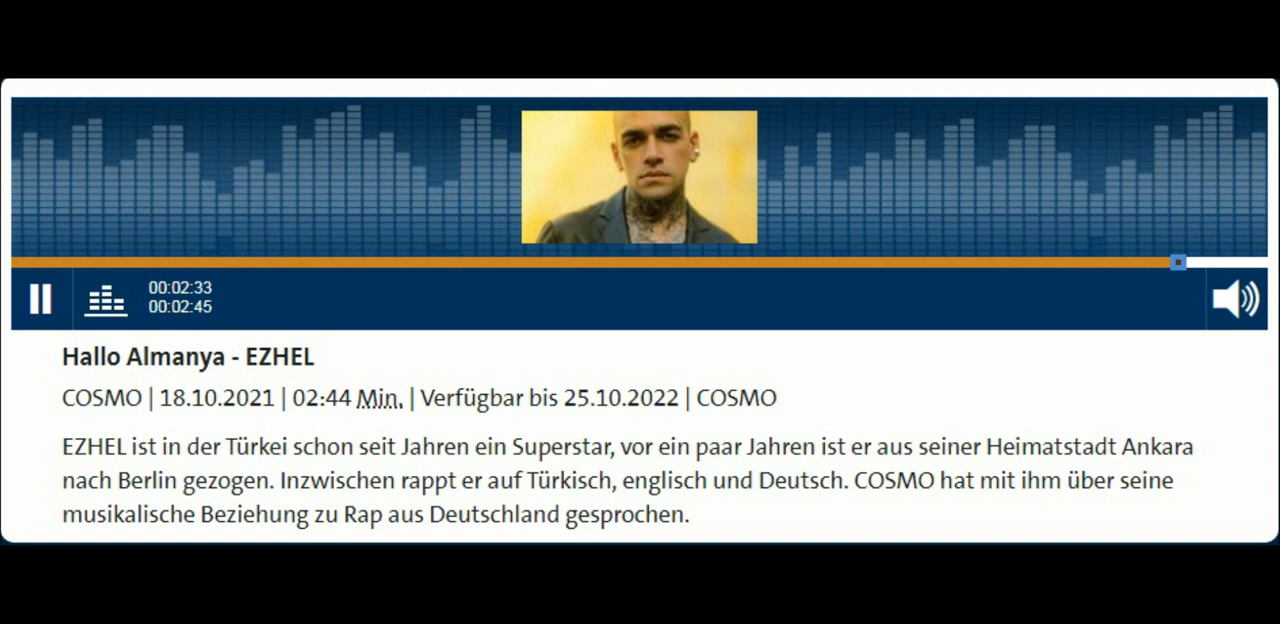 00:02:33
00:02:45
Hallo Almanya - EZHEL
COSMO | 18.10.2021 | 02:44 Min. | Verfügbar bis 25.10.2022 | COSMO
EZHEL ist in der Türkei schon seit Jahren ein Superstar, vor ein paar Jahren ist er aus seiner Heimatstadt Ankara
nach Berlin gezogen. Inzwischen rappt er auf Türkisch, englisch und Deutsch. COSMO hat mit ihm über seine
musikalische Beziehung zu Rap aus Deutschland gesprochen.